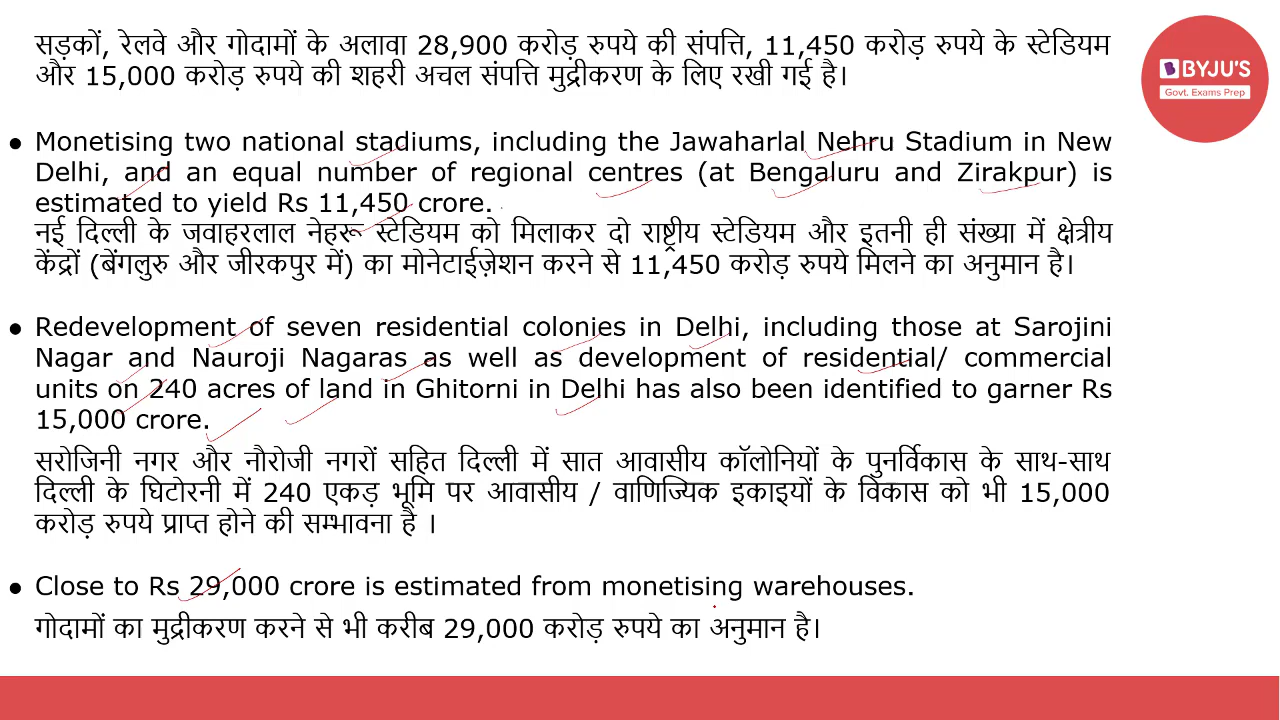 सड़कों, रेलवे और गोदामों के अलावा 28,900 करोड़ रुपये की संपत्ति, 11,450 करोड़ रुपये के स्टेडियम
और 15,000 करोड़ रुपये की शहरी अचल संपत्ति मुद्रीकरण के लिए रखी गई है।
BYJU'S
Govt. Exams Prep
● Monetising two national stadiums, including the Jawaharlal Nehru Stadium in New
Delhi, and an equal number of regional centres (at Bengaluru and Zirakpur) is
estimated to yield Rs 11,450 crore.
नई दिल्ली के जवाहरलाल नेहरू स्टेडियम को मिलाकर दो राष्ट्रीय स्टेडियम और इतनी ही संख्या में क्षेत्रीय
केंद्रों (बेंगलुरु और जीरकपुर में) का मोनेटाईज़ेशन करने से 11,450 करोड़ रुपये मिलने का अनुमान है।
● Redevelopment of seven residential colonies in Delhi, including those at Sarojini
Nagar and Nauroji Nagaras as well as development of residential/ commercial
units on 240 acres of land in Ghitorni in Delhi has also been identified to garner Rs
15,000 crore.
सरोजिनी नगर और नौरोजी नगरों सहित दिल्ली में सात आवासीय कॉलोनियों के पुनर्विकास के साथ-साथ
दिल्ली के घिटोरनी में 240 एकड़ भूमि पर आवासीय / वाणिज्यिक इकाइयों के विकास को भी 15,000
करोड़ रुपये प्राप्त होने की सम्भावना है ।
● Close to Rs 29,000 crore is estimated from monetising warehouses.
गोदामों का मुद्रीकरण करने से भी करीब 29,000 करोड़ रुपये का अनुमान है।